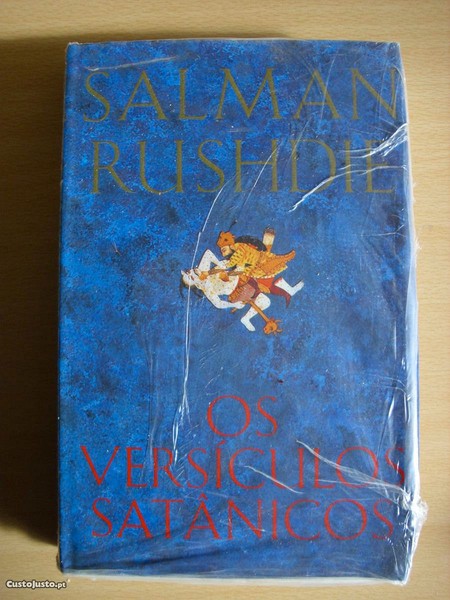 SALMAN
RUSHDIE
OS
VERSÍCULOS
SATÂNICOS
CustoJusto.pt